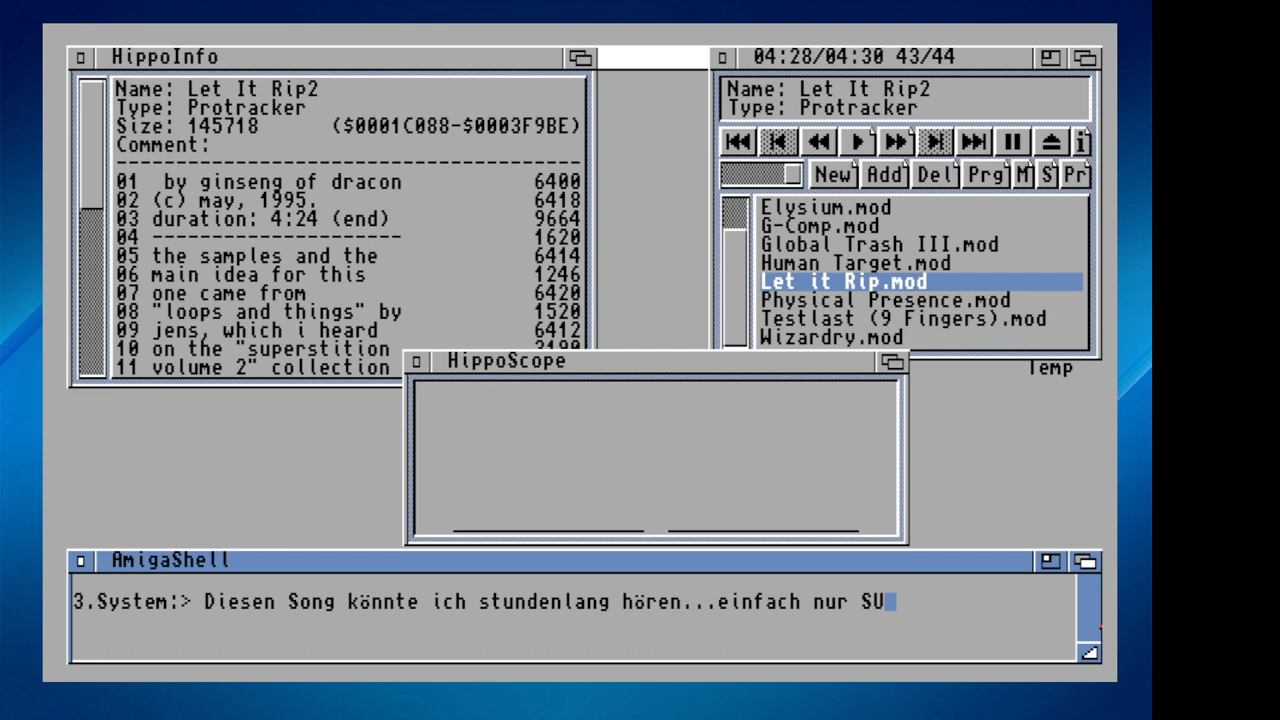 HippoInfo
Name: Let It Rip2
Type: Protracker
Size: 145718 ($0001C088-$0003F9BE)
Comment:
---------------------------------------
01 by ginseng of dracon 6400
02 (c) may, 1995. 6418
03 duration: 4:24 (end) 9664
04 --------------------- 1620
05 the samples and the 6414
06 main idea for this 1246
07 one came from 6420
08 "loops and things" by 1520
09 jens, which i heard 6412
10 on the "superstition 2190
11 volume 2" collection
04:28/04:30 43/44
Name: Let It Rip2
Type: Protracker
i
New Add Del Prg M S Pr
Elysium.mod
G-Comp.mod
Global Trash III.mod
Human Target.mod
Let it Rip.mod
Physical Presence.mod
Testlast (9 Fingers).mod
Wizardry.mod
Temp
HippoScope
AmigaShell
3.System:> Diesen Song könnte ich stundenlang hören...einfach nur SU